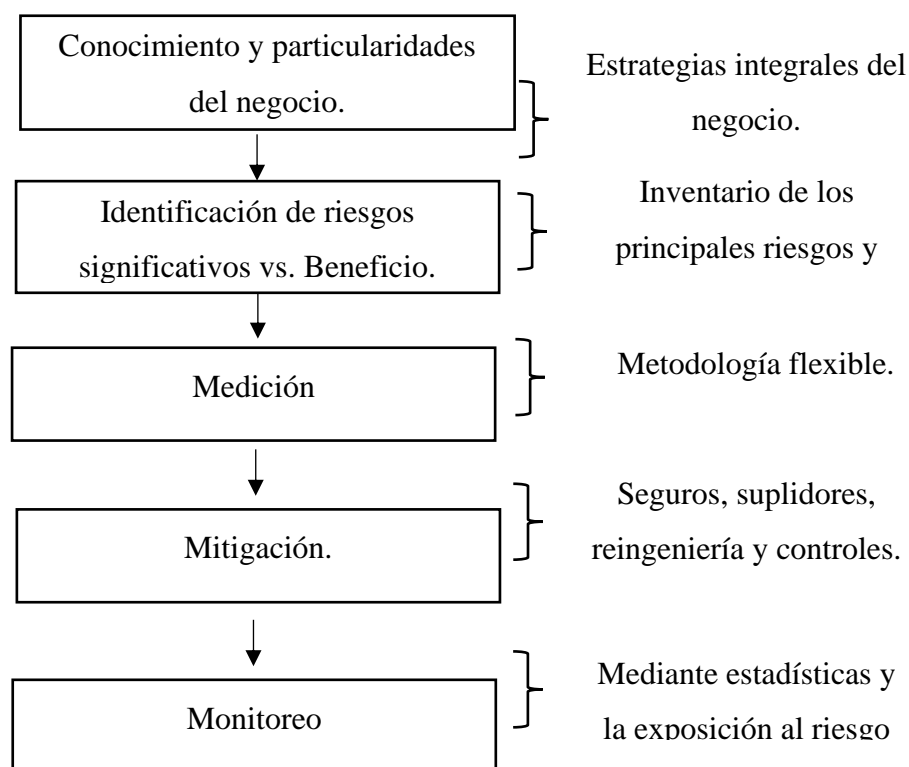 Conocimiento y particularidades
del negocio.
Estrategias integrales del
negocio.
Identificación de riesgos
significativos vs. Beneficio.
Inventario de los
principales riesgos y
Medición
Metodología flexible.
Mitigación.
Seguros, suplidores,
reingeniería y controles.
Monitoreo
Mediante estadísticas y
la exposición al riesgo